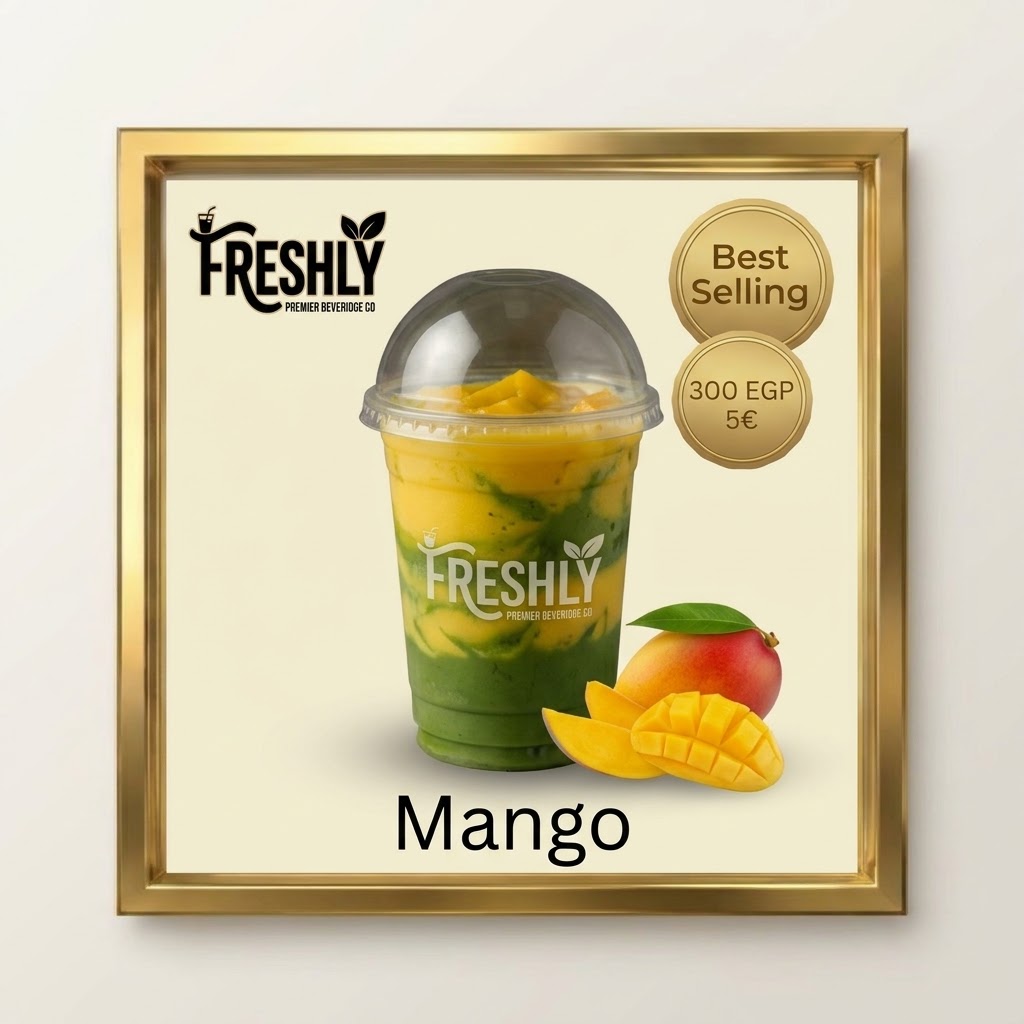 FRESHLY
PREMIER BEVERIDGE CO
Best
Selling
300 EGP
5€
FRESHLY
PREMIER BEVERIDGE CO
Mango